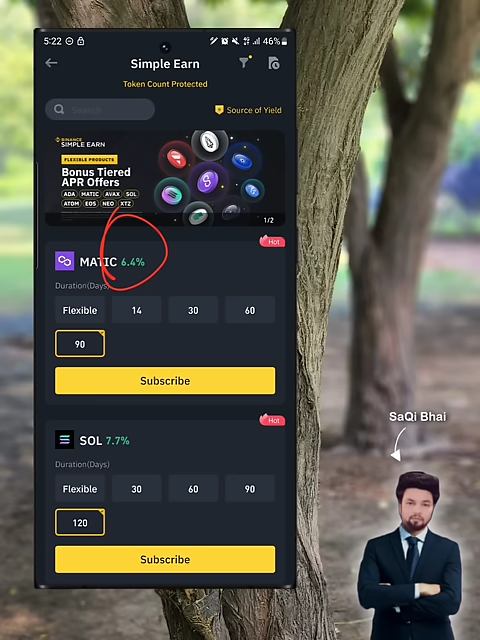 5:22
46%
Simple Earn
Token Count Protected
Search
Source of Yield
BINANCE
SIMPLE EARN
FLEXIBLE PRODUCTS
Bonus Tiered
APR Offers
ADA MATIC AVAX SOL
ATOM EOS NEO XTZ
1/2
Hot
MATIC 6.4%
Duration(Days)
Flexible 14 30 60
90
Subscribe
Hot
SOL 7.7%
Duration(Days)
Flexible 30 60 90
120
Subscribe
SaQi Bhai